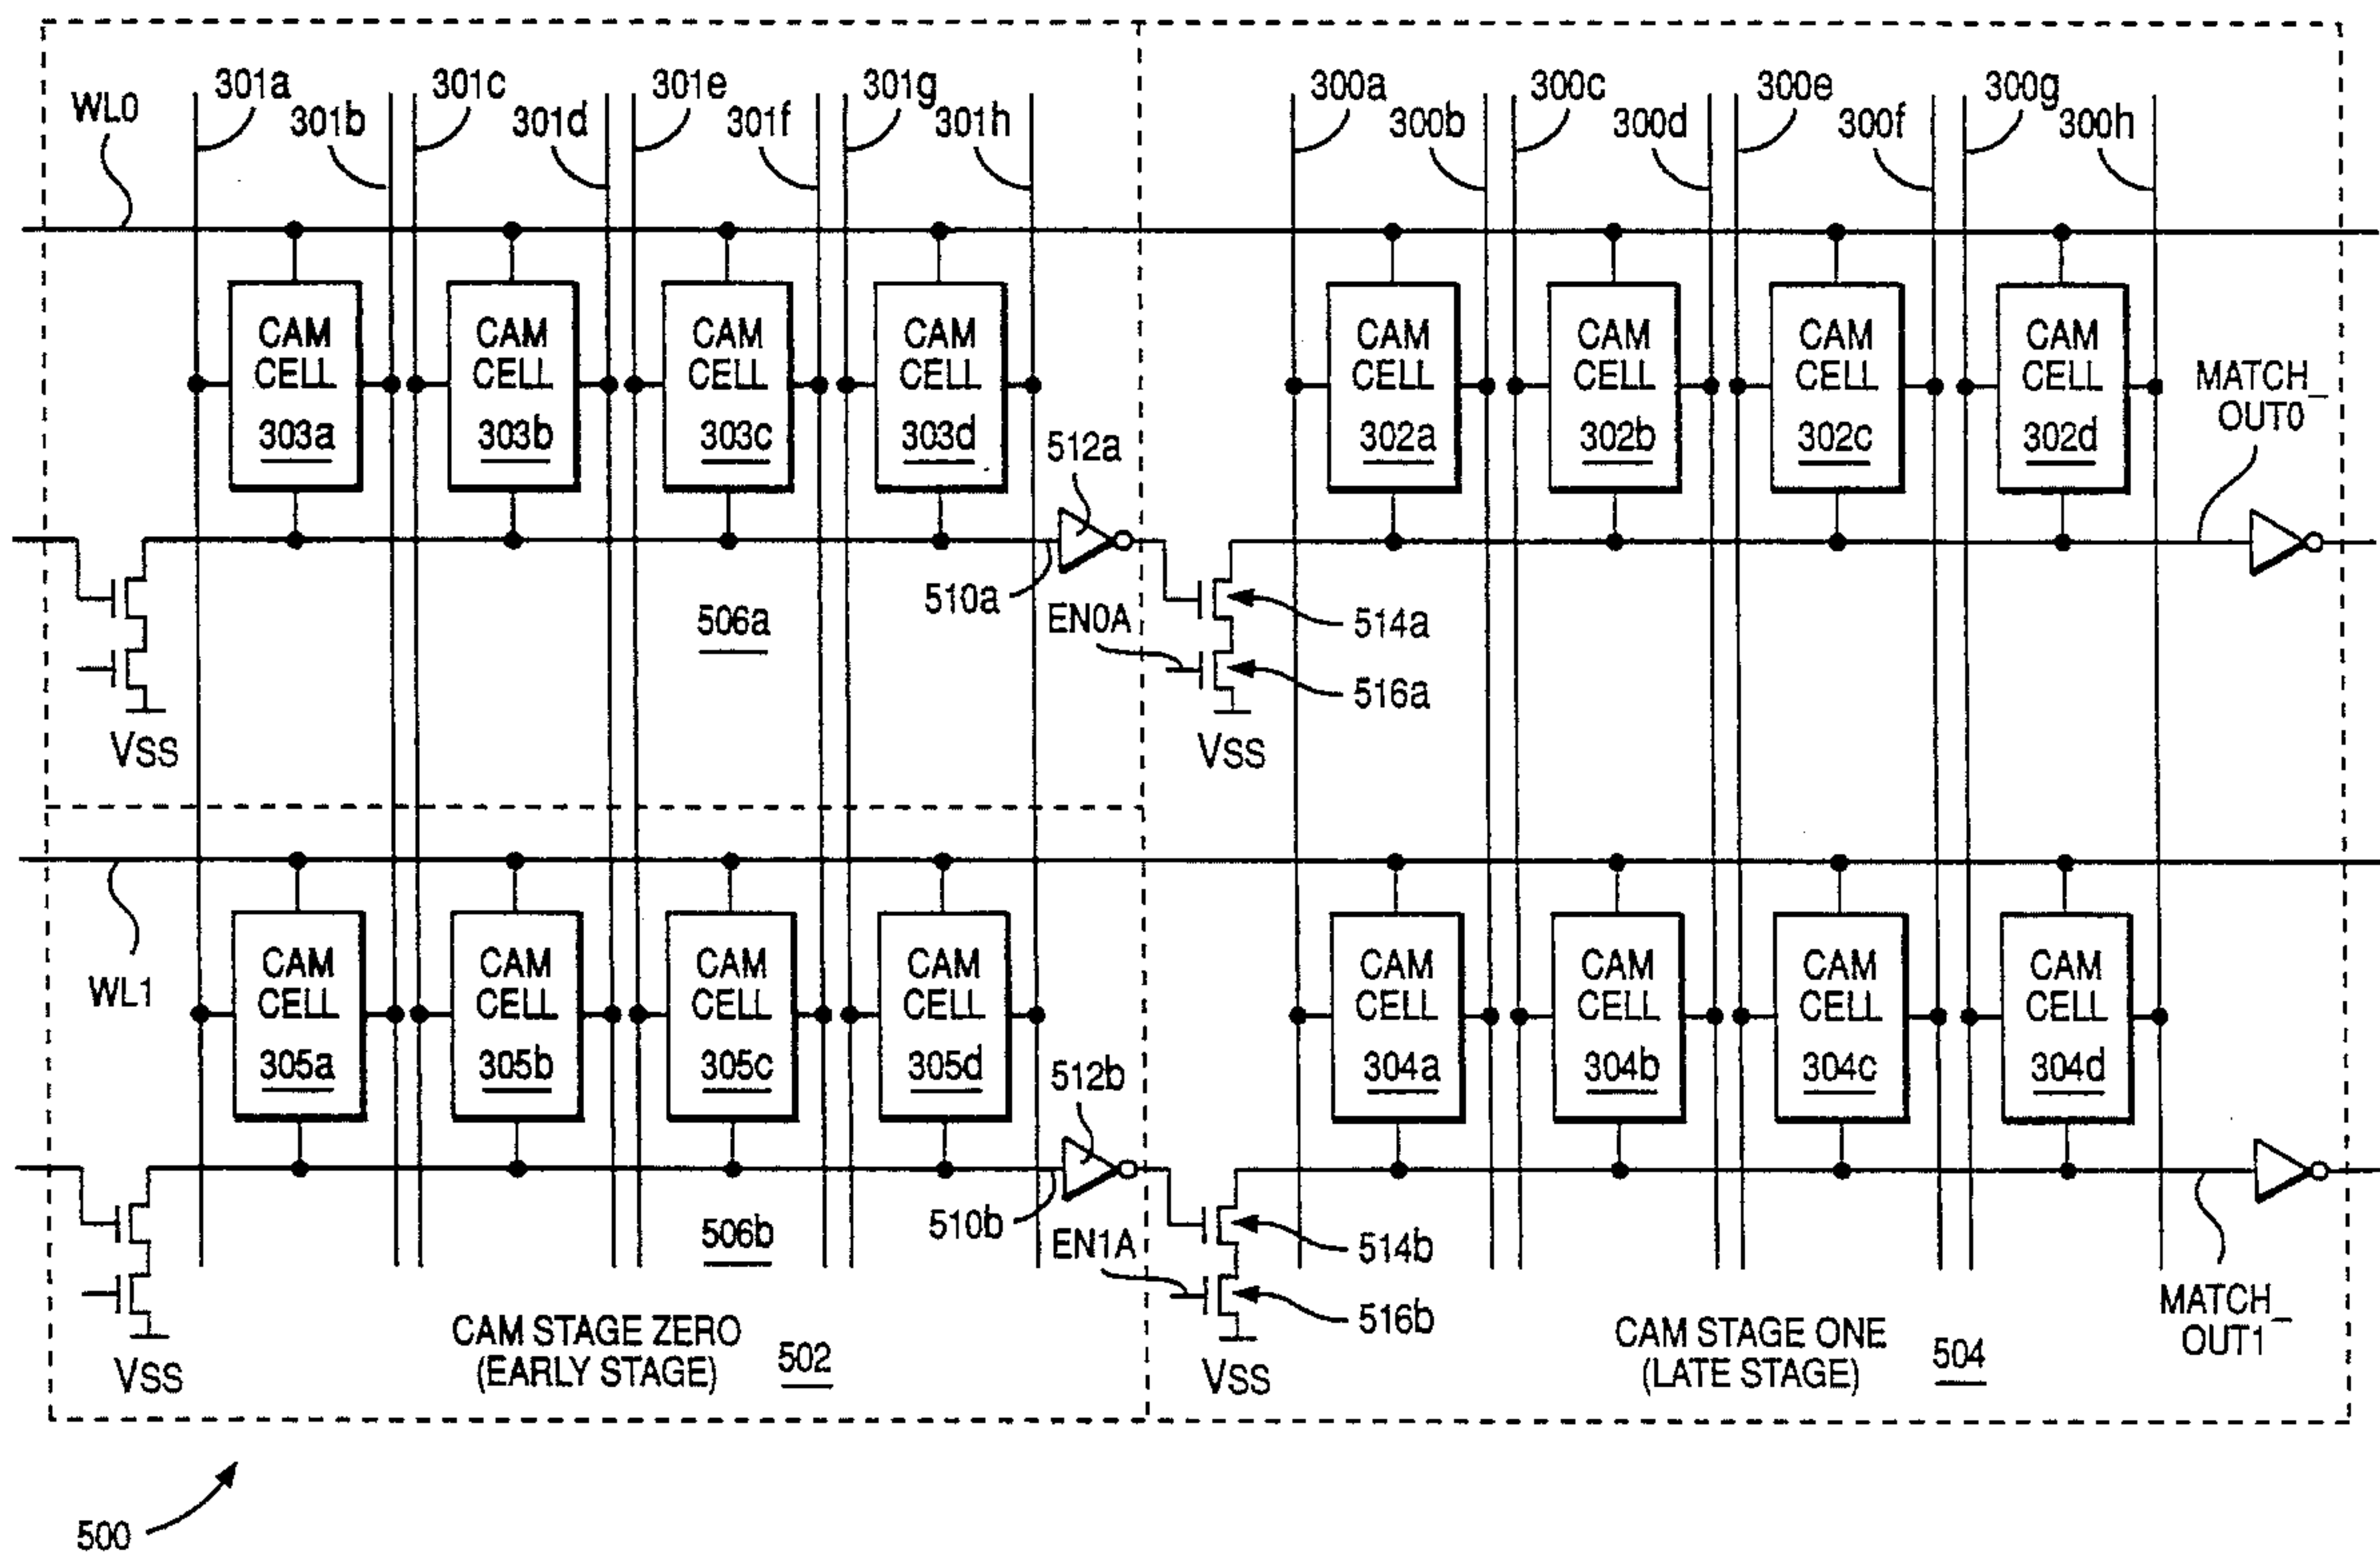 301a
301c
301e
301g
300a
300c
300e
300g
WL0
301b
301d
301f
301h
300b
300d
300f
300h
CAM
CELL
303a
CAM
CELL
303b
CAM
CELL
303c
CAM
CELL
303d
512a
CAM
CELL
302a
CAM
CELL
302b
CAM
CELL
302c
CAM
CELL
302d
MATCH_
OUT0
510a
506a
EN0A
514a
516a
VSS
VSS
WL1
CAM
CELL
305a
CAM
CELL
305b
CAM
CELL
305c
CAM
CELL
305d
512b
CAM
CELL
304a
CAM
CELL
304b
CAM
CELL
304c
CAM
CELL
304d
510b
506b
EN1A
514b
516b
MATCH_
OUT1
VSS
VSS
CAM STAGE ZERO
(EARLY STAGE)
502
CAM STAGE ONE
(LATE STAGE)
504
500